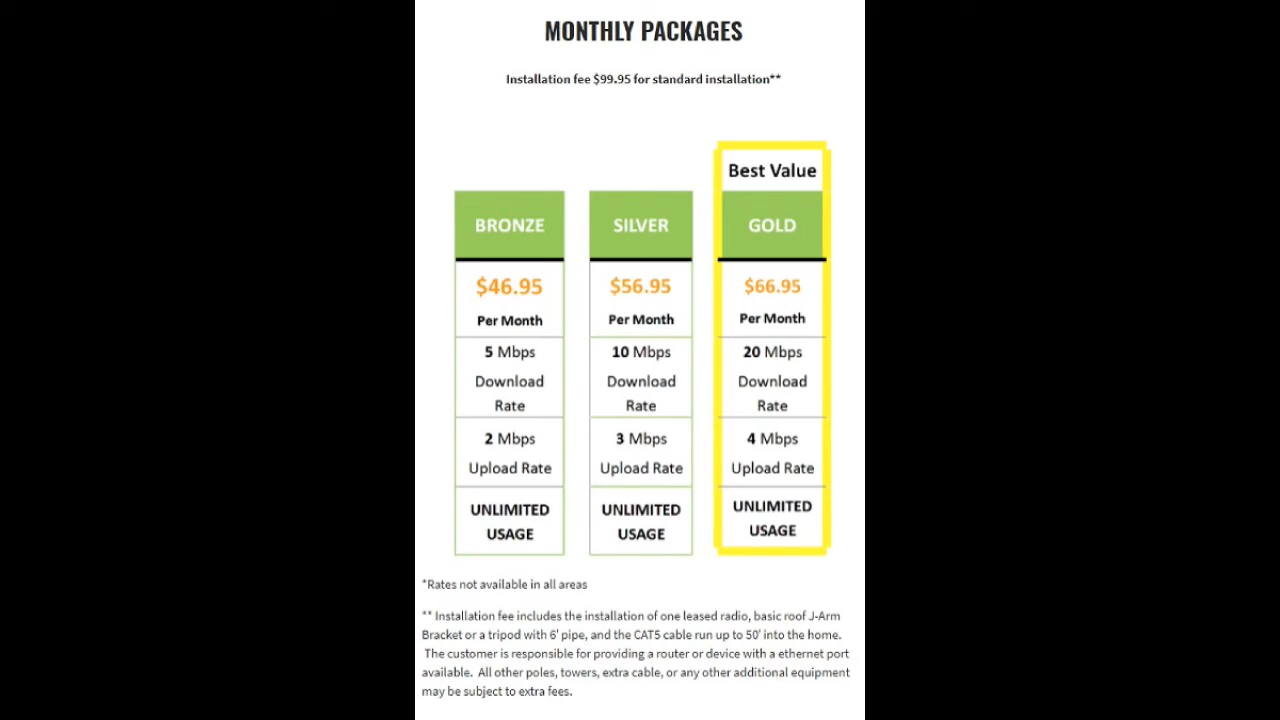 MONTHLY PACKAGES
Installation fee $99.95 for standard installation**
Best Value
BRONZE
SILVER
GOLD
$46.95
$56.95
$66.95
Per Month
Per Month
Per Month
5 Mbps
10 Mbps
20 Mbps
Download
Download
Download
Rate
Rate
Rate
2 Mbps
3 Mbps
4 Mbps
Upload Rate
Upload Rate
Upload Rate
UNLIMITED
UNLIMITED
UNLIMITED
USAGE
USAGE
USAGE
*Rates not available in all areas
** Installation fee includes the installation of one leased radio, basic roof J-Arm
Bracket or a tripod with 6' pipe, and the CAT5 cable run up to 50' into the home.
The customer is responsible for providing a router or device with a ethernet port
available. All other poles, towers, extra cable, or any other additional equipment
may be subject to extra fees.